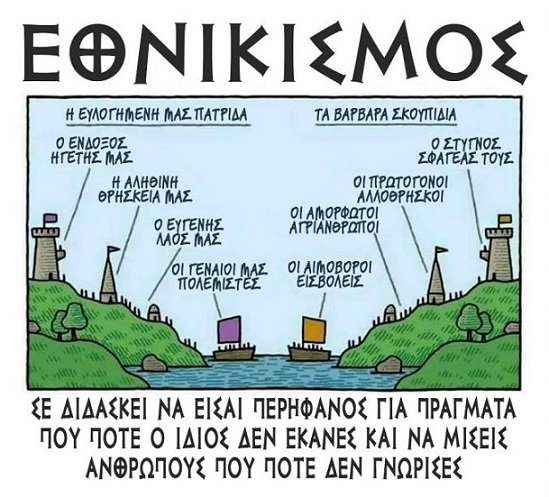 ΕΘΝΙΚΙΣΜΟΣ
Η ΕΥΛΟΓΗΜΕΝΗ ΜΑΣ ΠΑΤΡΙΔΑ
ΤΑ ΒΑΡΒΑΡΑ ΣΚΟΥΠΙΔΙΑ
Ο ΕΝΔΟΞΟΣ
ΗΓΕΤΗΣ ΜΑΣ
Η ΑΛΗΘΙΝΗ
ΘΡΗΣΚΕΙΑ ΜΑΣ
Ο ΕΥΓΕΝΗΣ
ΛΑΟΣ ΜΑΣ
ΟΙ ΓΕΝΑΙΟΙ ΜΑΣ
ΠΟΛΕΜΙΣΤΕΣ
Ο ΣΤΥΓΝΟΣ
ΣΦΑΓΕΑΣ ΤΟΥΣ
ΟΙ ΠΡΩΤΟΓΟΝΟΙ
ΑΛΛΟΘΡΗΣΚΟΙ
ΟΙ ΑΜΟΡΦΩΤΟΙ
ΑΓΡΙΑΝΘΡΩΠΟΙ
ΟΙ ΑΙΜΟΒΟΡΟΙ
ΕΙΣΒΟΛΕΙΣ
ΣΕ ΔΙΔΑΣΚΕΙ ΝΑ ΕΙΣΑΙ ΠΕΡΗΦΑΝΟΣ ΓΙΑ ΠΡΑΓΜΑΤΑ
ΠΟΥ ΠΟΤΕ Ο ΙΔΙΟΣ ΔΕΝ ΕΚΑΝΕΣ ΚΑΙ ΝΑ ΜΙΣΕΙΣ
ΑΝΘΡΩΠΟΥΣ ΠΟΥ ΠΟΤΕ ΔΕΝ ΓΝΩΡΙΣΕΣ